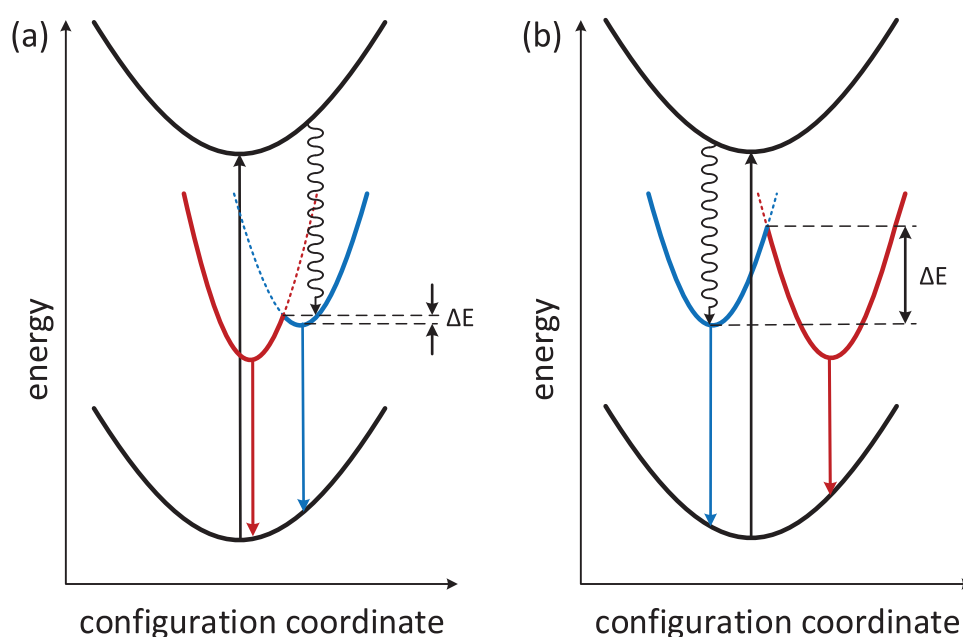 (a)
energy
ΔE
configuration coordinate
(b)
energy
ΔE
configuration coordinate